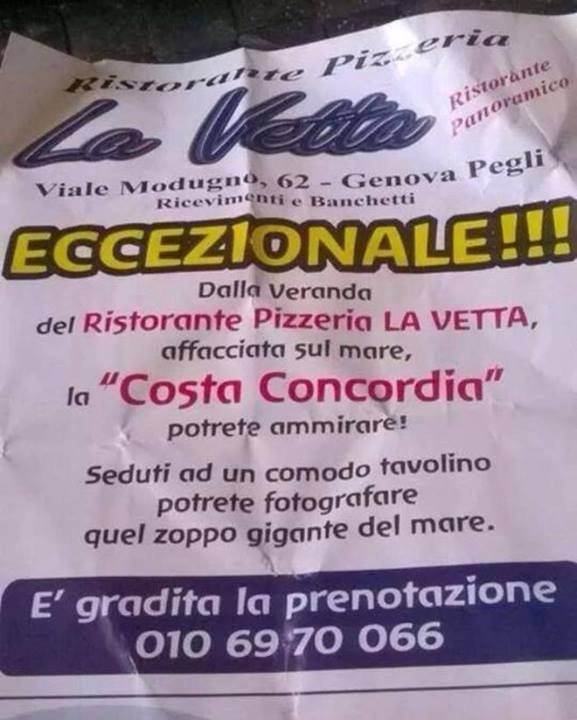 Ristorante Pizzeria
La Vetta
Ristorante
Panoramico
Viale Modugno, 62 - Genova Pegli
Ricevimenti e Banchetti
ECCEZIONALE!!!
Dalla Veranda
del Ristorante Pizzeria LA VETTA,
affacciata sul mare,
la "Costa Concordia"
potrete ammirare!
Seduti ad un comodo tavolino
potrete fotografare
quel zoppo gigante del mare.
E' gradita la prenotazione
010 69 70 066